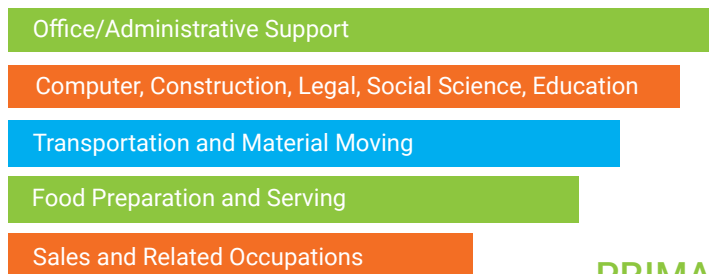 Office/Administrative Support
Computer, Construction, Legal, Social Science, Education
Transportation and Material Moving
Food Preparation and Serving
Sales and Related Occupations